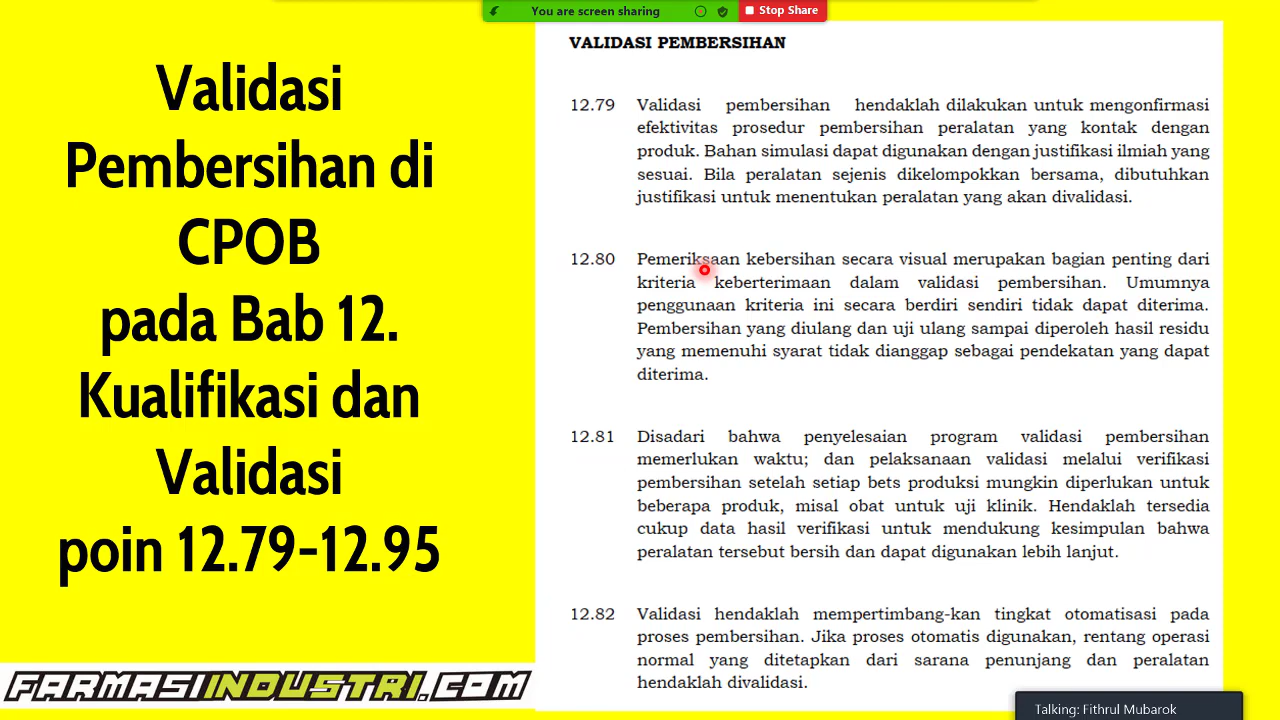 You are screen sharing
Stop Share
Validasi
Pembersihan di
CPOB
pada Bab 12.
Kualifikasi dan
Validasi
poin 12.79-12.95
FARMASIINDUSTRI.COM
VALIDASI PEMBERSIHAN
12.79 Validasi pembersihan hendaklah dilakukan untuk mengonfirmasi
efektivitas prosedur pembersihan peralatan yang kontak dengan
produk. Bahan simulasi dapat digunakan dengan justifikasi ilmiah yang
sesuai. Bila peralatan sejenis dikelompokkan bersama, dibutuhkan
justifikasi untuk menentukan peralatan yang akan divalidasi.
12.80 Pemeriksaan kebersihan secara visual merupakan bagian penting dari
kriteria keberterimaan dalam validasi pembersihan. Umumnya
penggunaan kriteria ini secara berdiri sendiri tidak dapat diterima.
Pembersihan yang diulang dan uji ulang sampai diperoleh hasil residu
yang memenuhi syarat tidak dianggap sebagai pendekatan yang dapat
diterima.
12.81 Disadari bahwa penyelesaian program validasi pembersihan
memerlukan waktu; dan pelaksanaan validasi melalui verifikasi
pembersihan setelah setiap bets produksi mungkin diperlukan untuk
beberapa produk, misal obat untuk uji klinik. Hendaklah tersedia
cukup data hasil verifikasi untuk mendukung kesimpulan bahwa
peralatan tersebut bersih dan dapat digunakan lebih lanjut.
12.82 Validasi hendaklah mempertimbang-kan tingkat otomatisasi pada
proses pembersihan. Jika proses otomatis digunakan, rentang operasi
normal yang ditetapkan dari sarana penunjang dan peralatan
hendaklah divalidasi.
Talking: Fithrul Mubarok